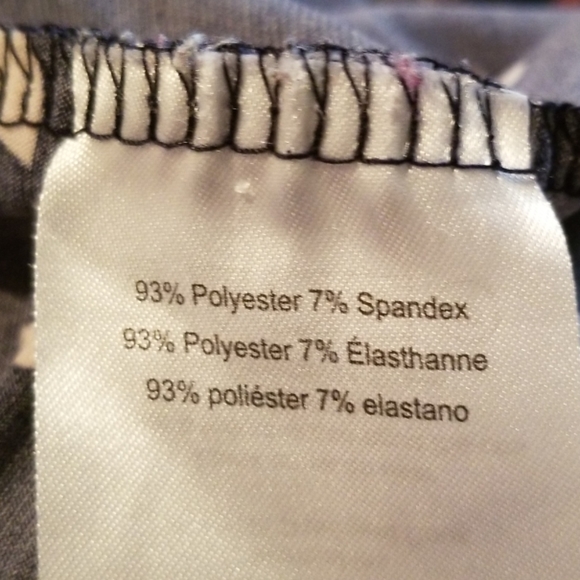 93% Polyester 7% Spandex
93% Polyester 7% Élasthanne
93% poliéster 7% elastano